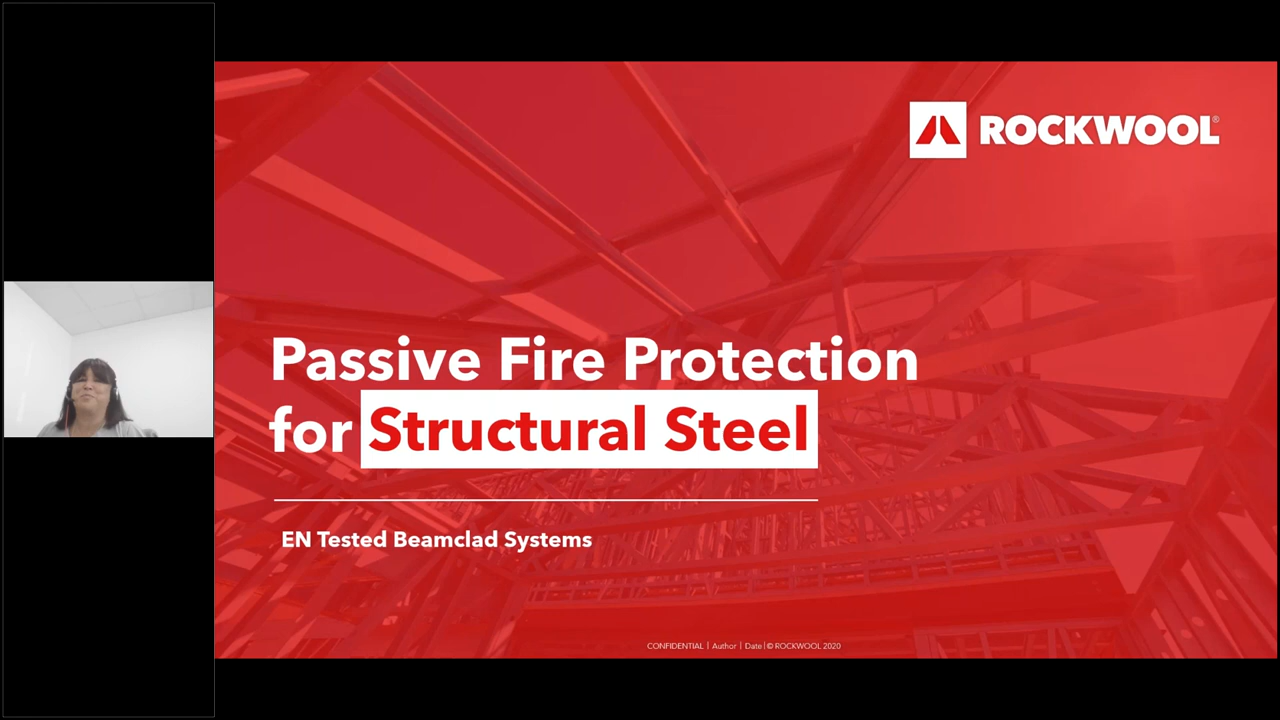 ROCKWOOL®
Passive Fire Protection
for Structural Steel
EN Tested Beamclad Systems
CONFIDENTIAL | Author | Date | © ROCKWOOL 2020